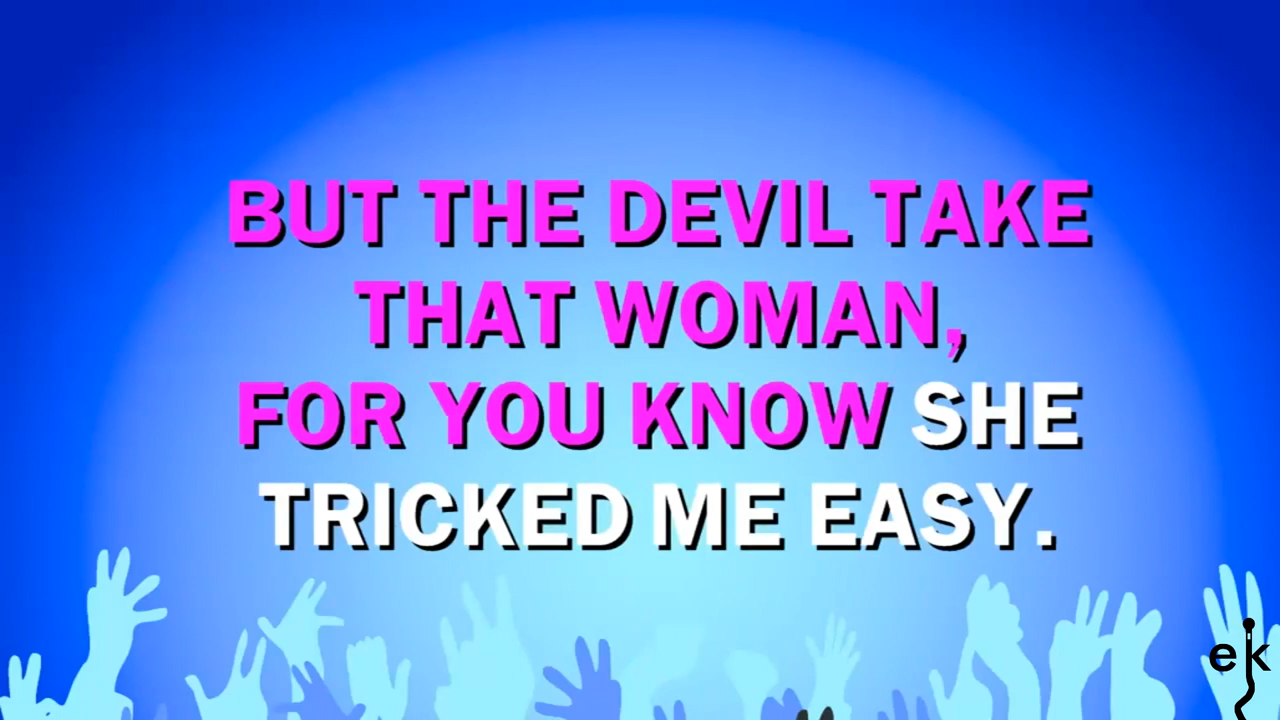 BUT THE DEVIL TAKE
THAT WOMAN,
FOR YOU KNOW SHE
TRICKED ME EASY.
ek